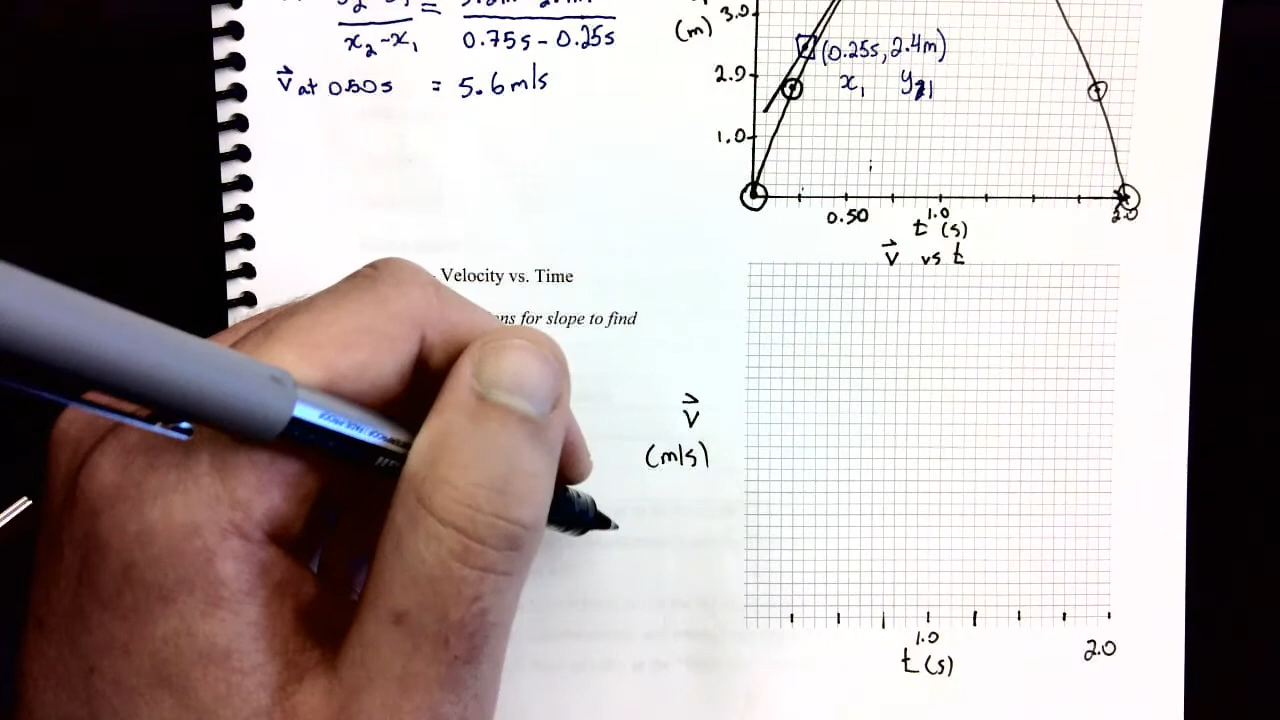 x₂-x₁ = 0.75s - 0.25s
v⃗ at 0.50s = 5.6m/s
3.0
(m)
(0.25s, 2.4m)
2.9
x₁ y₁
1.0
0.50 1.0 2.0
t (s)
v⃗ vs t
Velocity vs. Time
for slope to find
v⃗
(m/s)
1.0 2.0
t (s)